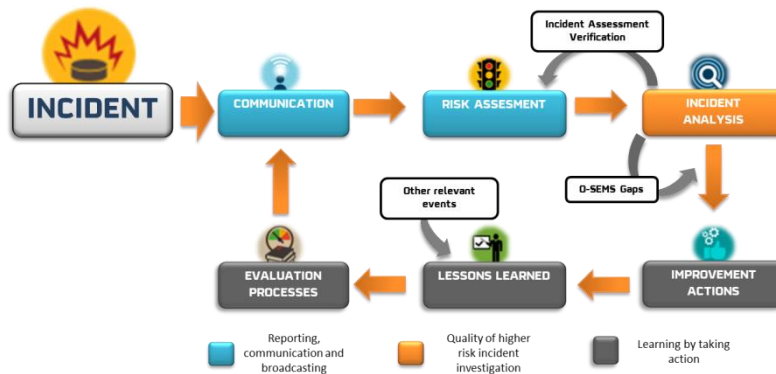 Incident Assessment
Verification
INCIDENT
COMMUNICATION
RISK ASSESMENT
INCIDENT
ANALYSIS
Other relevant
events
O-SEMS Gaps
EVALUATION
PROCESSES
LESSONS LEARNED
IMPROVEMENT
ACTIONS
Reporting,
communication and
broadcasting
Quality of higher
risk incident
investigation
Learning by taking
action